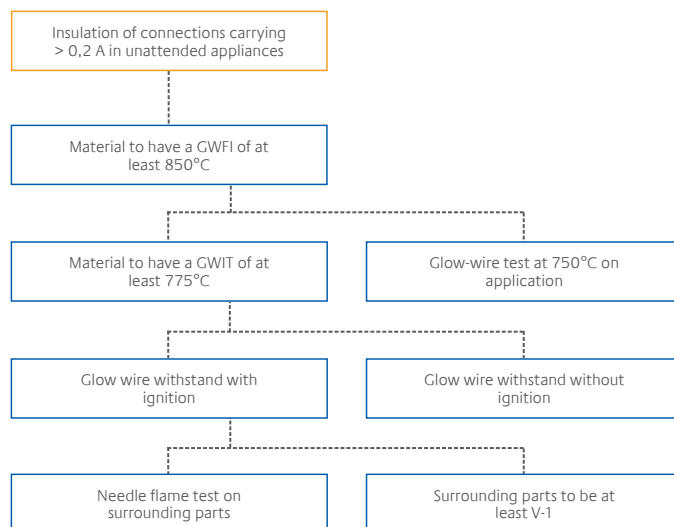 Insulation of connections carrying
> 0,2 A in unattended appliances
Material to have a GWFI of at
least 850°C
Material to have a GWIT of at
least 775°C
Glow-wire test at 750°C on
application
Glow wire withstand with
ignition
Glow wire withstand without
ignition
Needle flame test on
surrounding parts
Surrounding parts to be at
least V-1